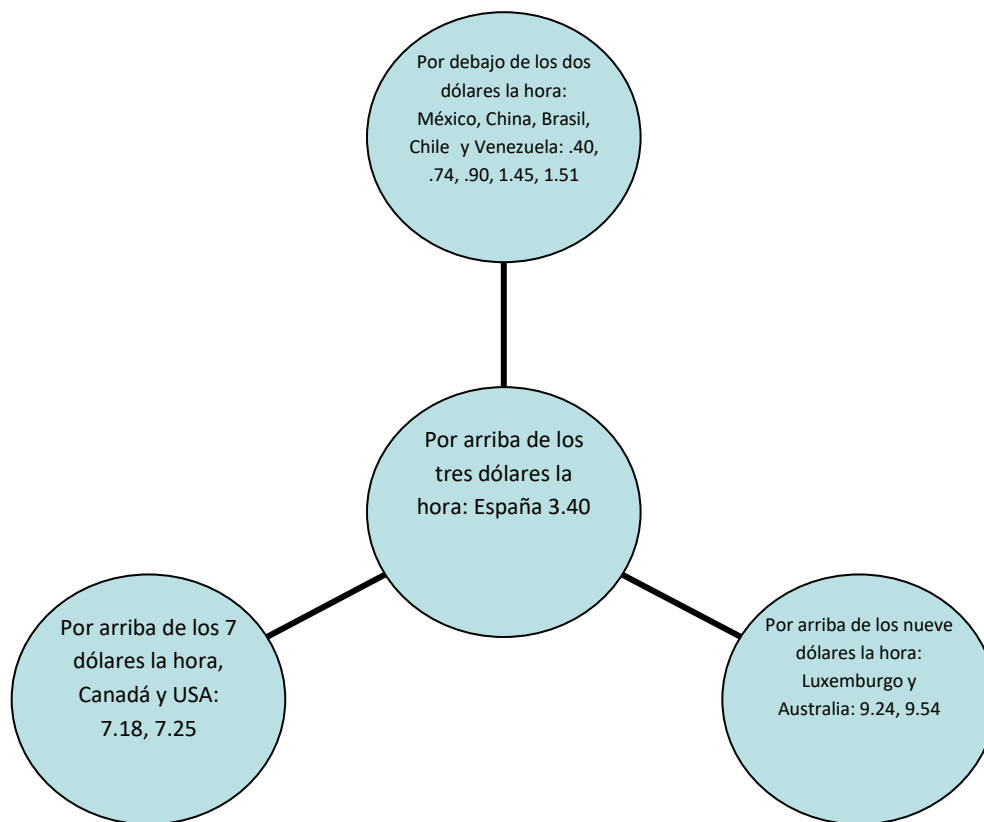 Por debajo de los dos
dólares la hora:
México, China, Brasil,
Chile y Venezuela: .40,
.74, .90, 1.45, 1.51
Por arriba de los
tres dólares la
hora: España 3.40
Por arriba de los 7
dólares la hora,
Canadá y USA:
7.18, 7.25
Por arriba de los nueve
dólares la hora:
Luxemburgo y
Australia: 9.24, 9.54